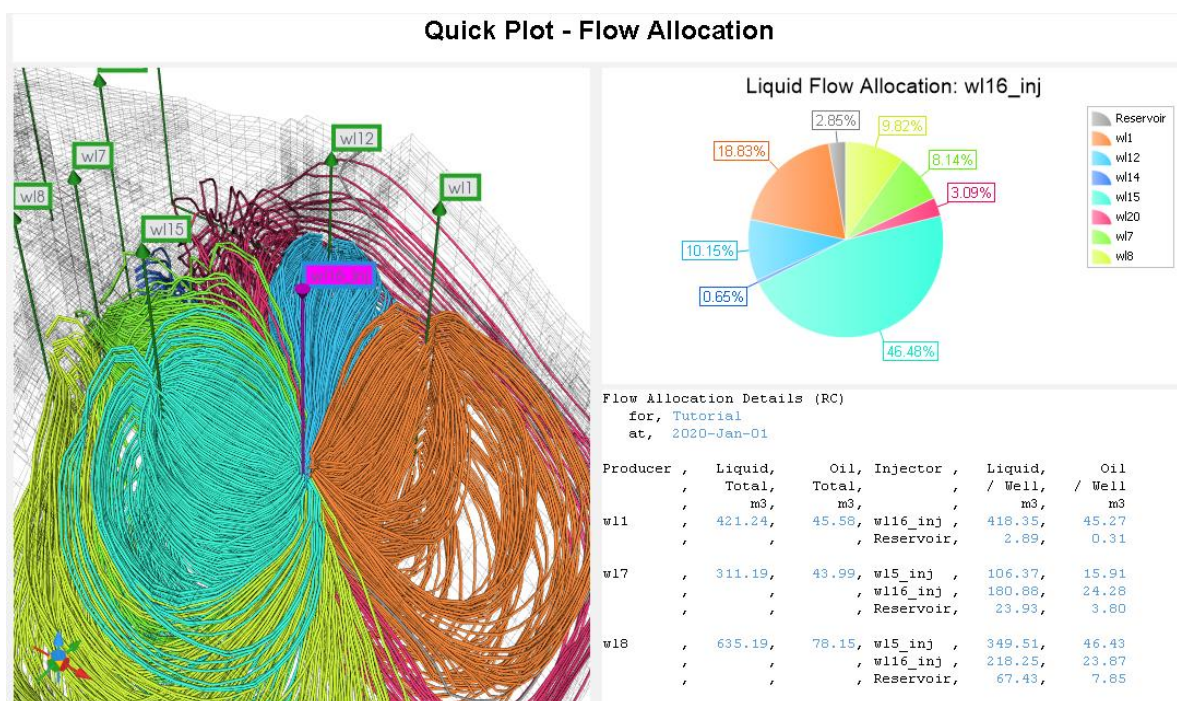 Quick Plot - Flow Allocation
wl12
wl7
wl1
wl8
wl15
Liquid Flow Allocation: wl16_inj
2.85%
9.82%
18.83%
8.14%
3.09%
10.15%
0.65%
46.48%
Reservoir
wl1
wl12
wl14
wl15
wl20
wl7
wl8
Flow Allocation Details (RC)
for, Tutorial
at, 2020-Jan-01
Producer , Liquid, Oil, Injector , Liquid, Oil
, Total, Total, , / Well, / Well
, m3, m3, , m3, m3
wl1 , 421.24, 45.58, wl16_inj , 418.35, 45.27
, , , Reservoir, 2.89, 0.31
wl7 , 311.19, 43.99, wl5_inj , 106.37, 15.91
, , , wl16_inj , 180.88, 24.28
, , , Reservoir, 23.93, 3.80
wl8 , 635.19, 78.15, wl5_inj , 349.51, 46.43
, , , wl16_inj , 218.25, 23.87
, , , Reservoir, 67.43, 7.85